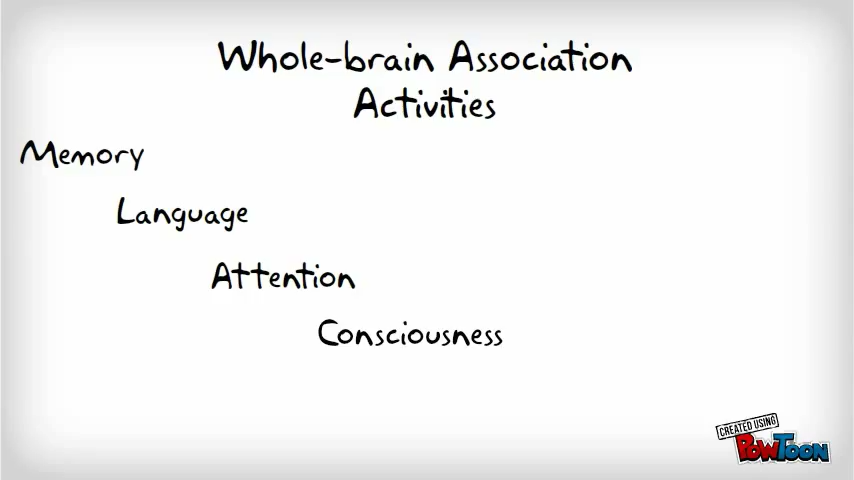 Whole-brain Association
Activities
Memory
Language
Attention
Consciousness
CREATED USING
POWTOON